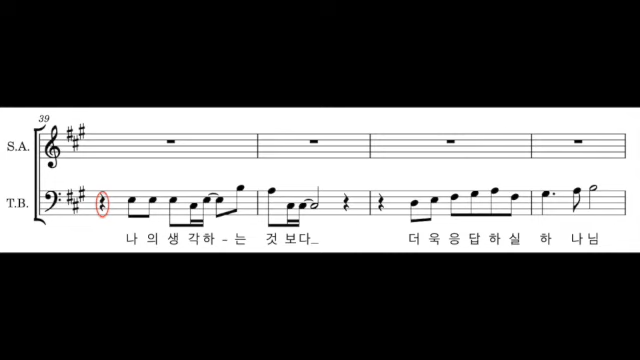 39
S.A.
T.B.
나 의 생 각 하 - 는 것 보 다_ 더 욱 응 답 하 실 하 나 님